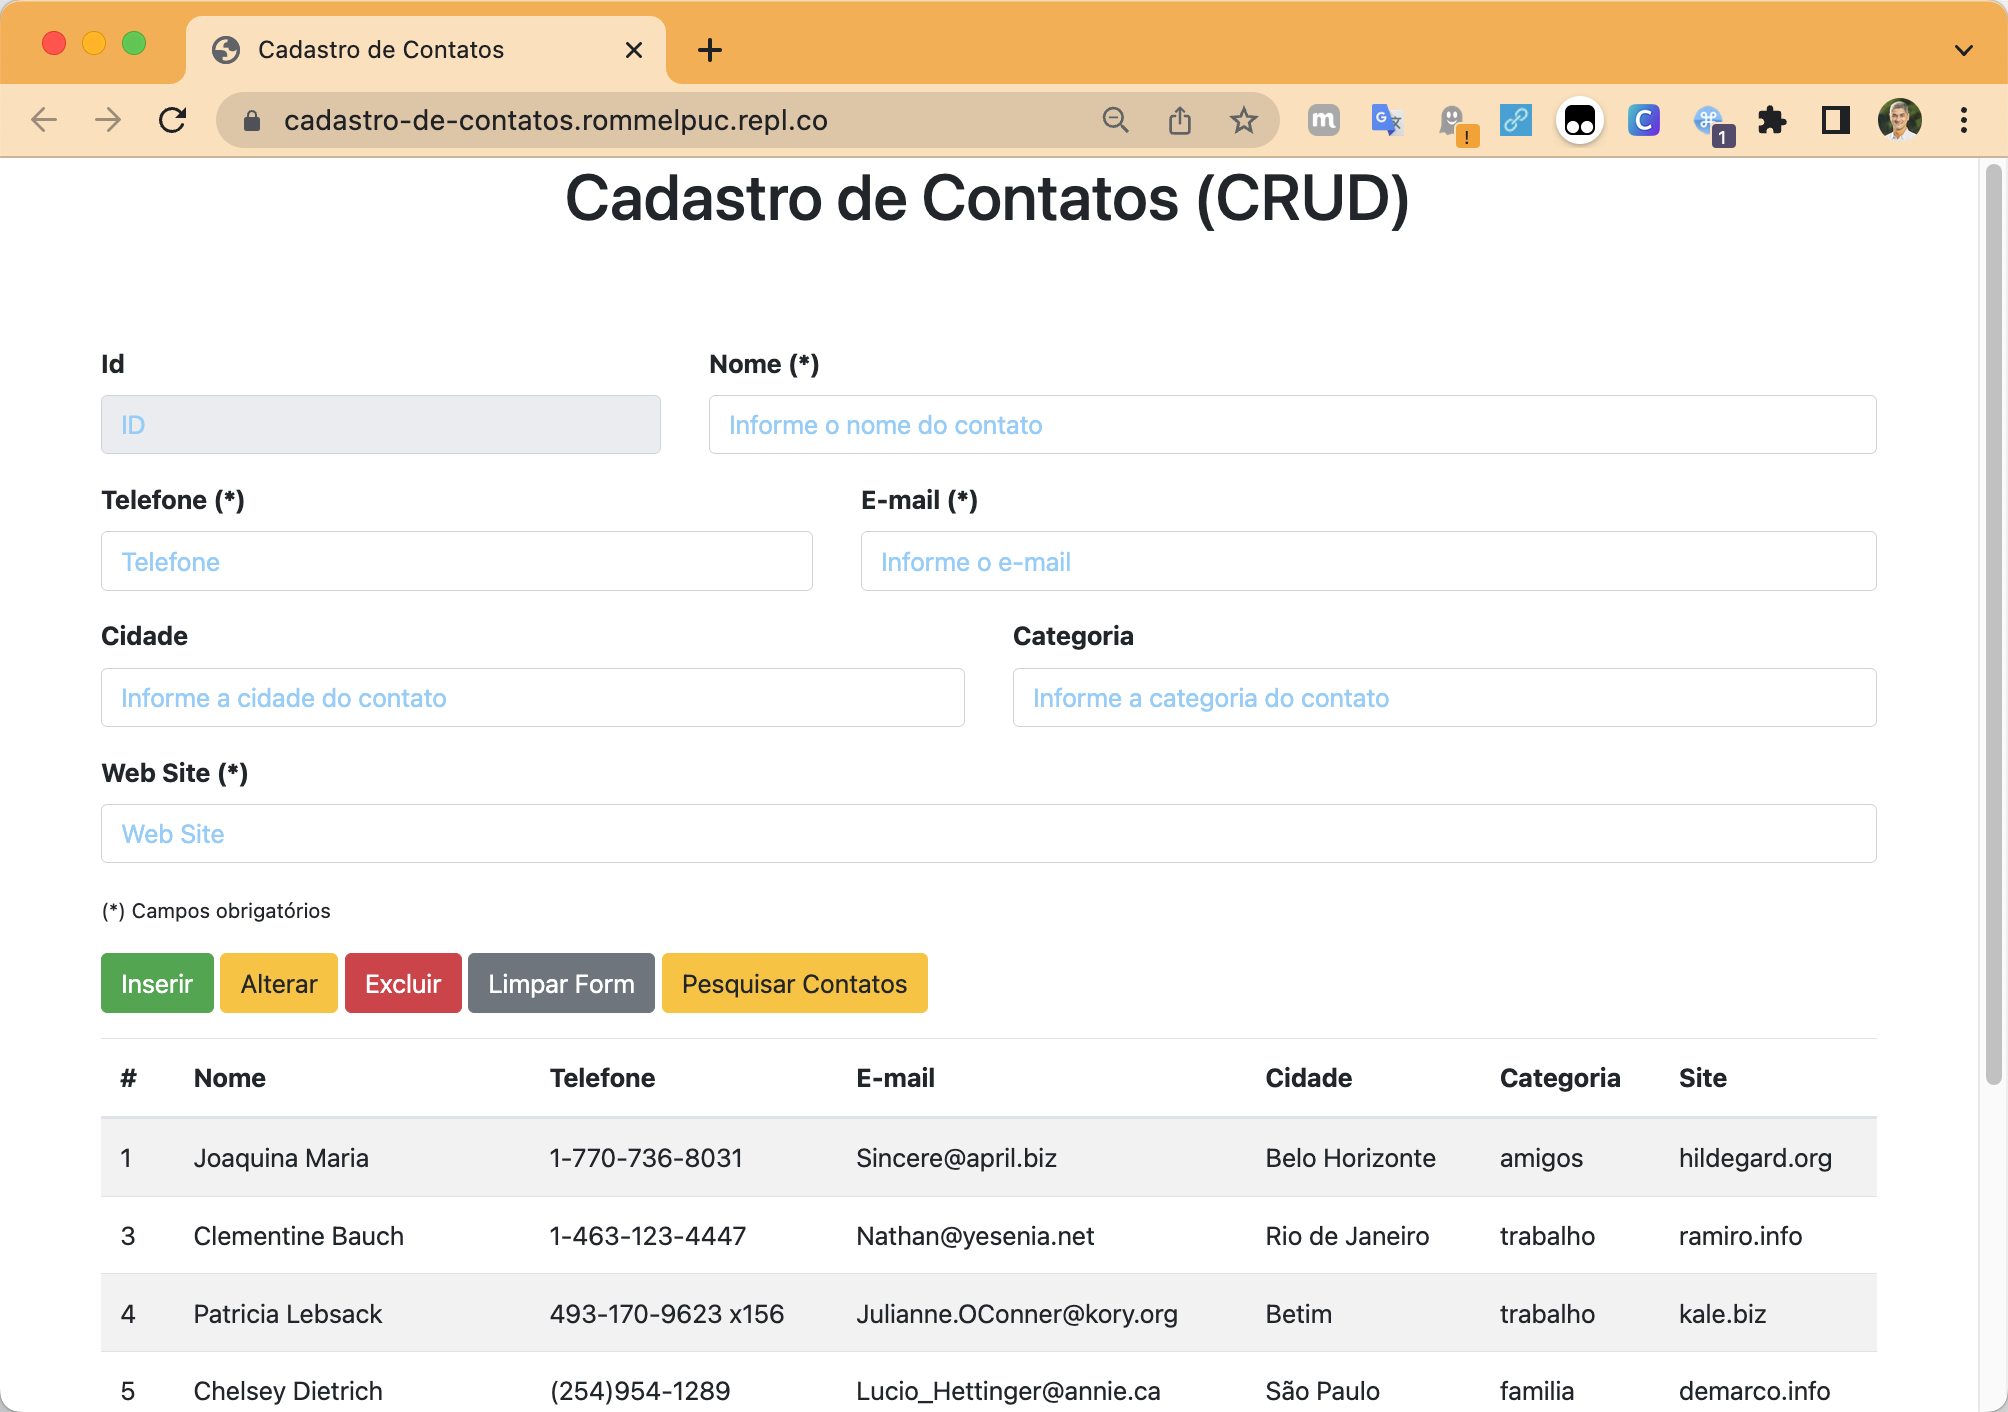 Cadastro de Contatos
cadastro-de-contatos.rommelpuc.repl.co
m
G
!
C
1
Cadastro de Contatos (CRUD)
Id
Nome (*)
ID
Informe o nome do contato
Telefone (*)
E-mail (*)
Telefone
Informe o e-mail
Cidade
Categoria
Informe a cidade do contato
Informe a categoria do contato
Web Site (*)
Web Site
(*) Campos obrigatórios
Inserir Alterar Excluir Limpar Form Pesquisar Contatos
# Nome Telefone E-mail Cidade Categoria Site
1 Joaquina Maria 1-770-736-8031 Sincere@april.biz Belo Horizonte amigos hildegard.org
3 Clementine Bauch 1-463-123-4447 Nathan@yesenia.net Rio de Janeiro trabalho ramiro.info
4 Patricia Lebsack 493-170-9623 x156 Julianne.OConner@kory.org Betim trabalho kale.biz
5 Chelsey Dietrich (254)954-1289 Lucio_Hettinger@annie.ca São Paulo familia demarco.info